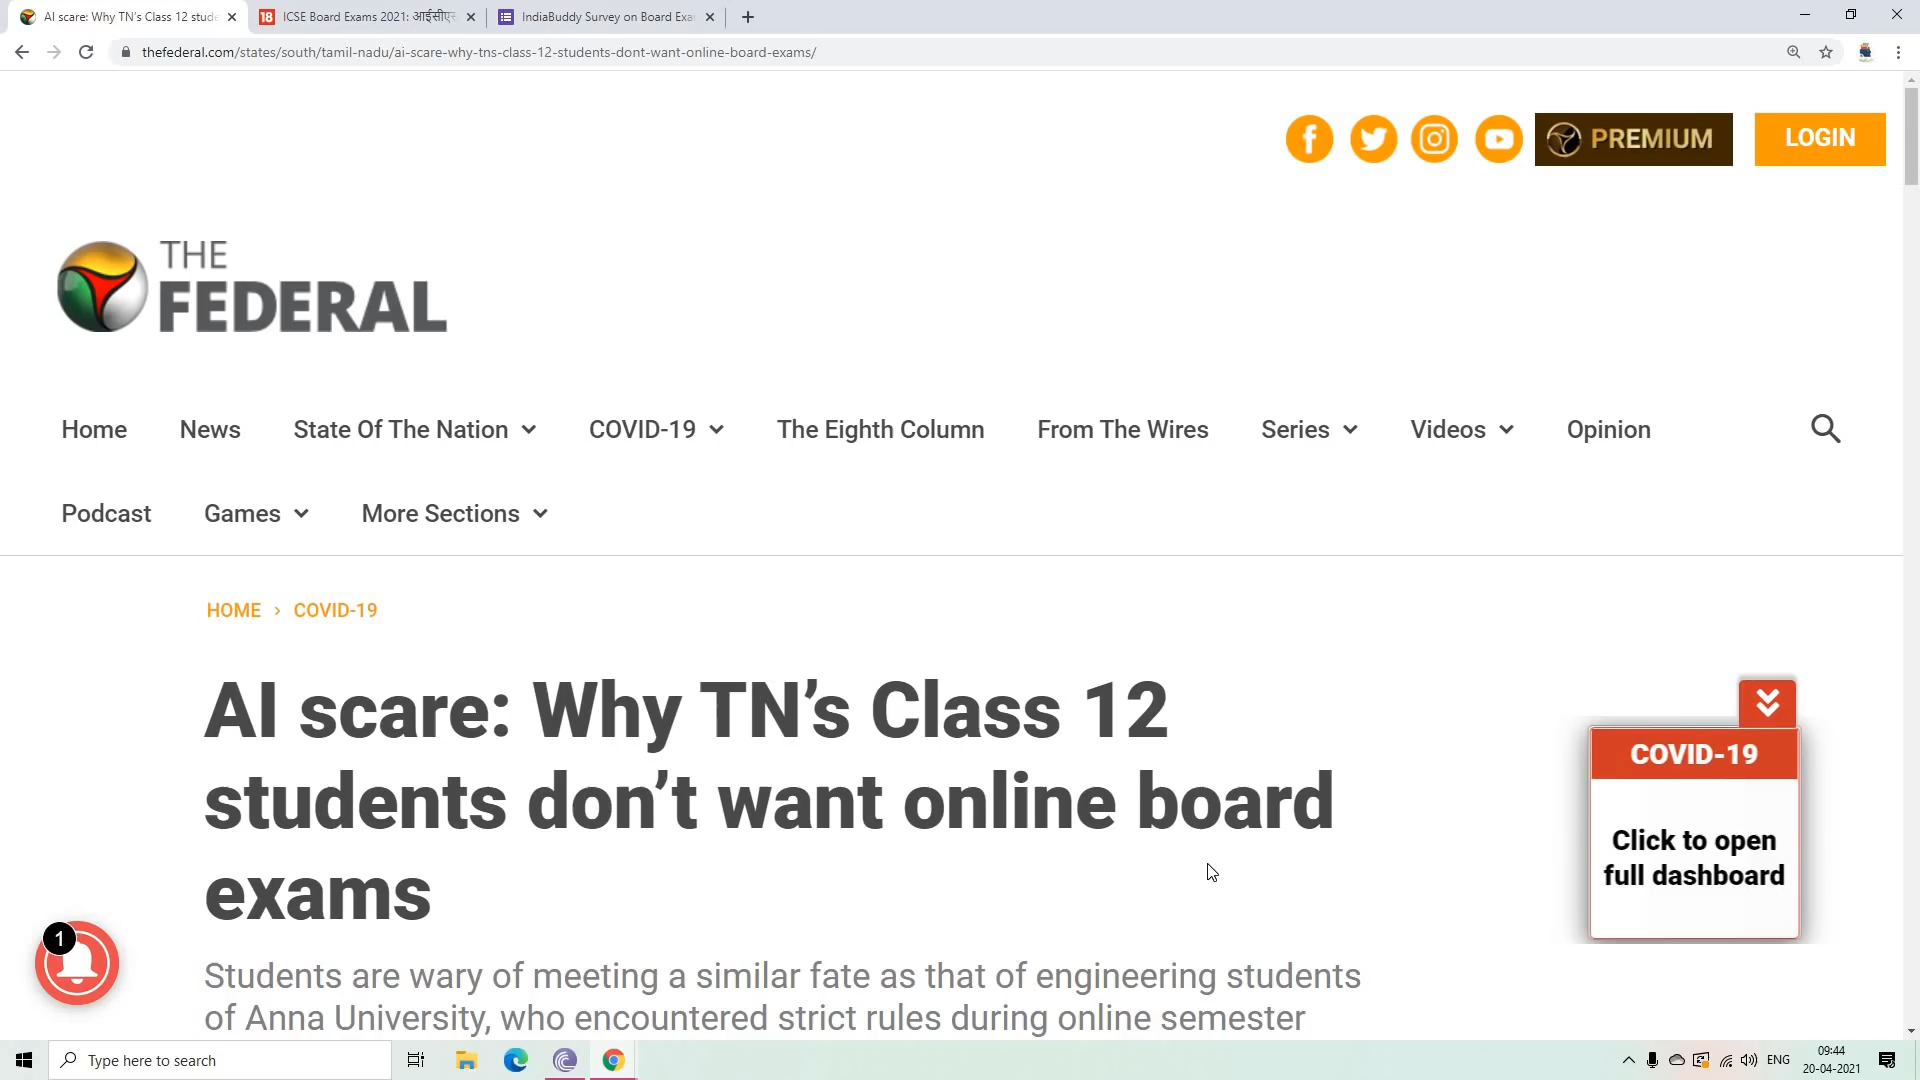 AI scare: Why TN's Class 12 stude
ICSE Board Exams 2021: आईसीएस
IndiaBuddy Survey on Board Exa
thefederal.com/states/south/tamil-nadu/ai-scare-why-tns-class-12-students-dont-want-online-board-exams/
PREMIUM
LOGIN
THE
FEDERAL
Home News State Of The Nation COVID-19 The Eighth Column From The Wires Series Videos Opinion
Podcast Games More Sections
HOME > COVID-19
AI scare: Why TN's Class 12
students don't want online board
exams
COVID-19
Click to open
full dashboard
1
Students are wary of meeting a similar fate as that of engineering students
of Anna University, who encountered strict rules during online semester
Type here to search
ENG
09:44
20-04-2021